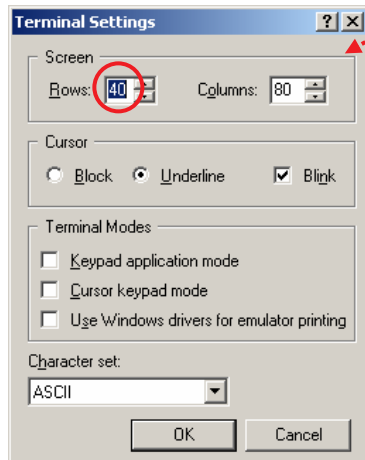 Terminal Settings
Screen
Rows: 40 Columns: 80
Cursor
Block Underline Blink
Terminal Modes
Keypad application mode
Cursor keypad mode
Use Windows drivers for emulator printing
Character set:
ASCII
OK Cancel